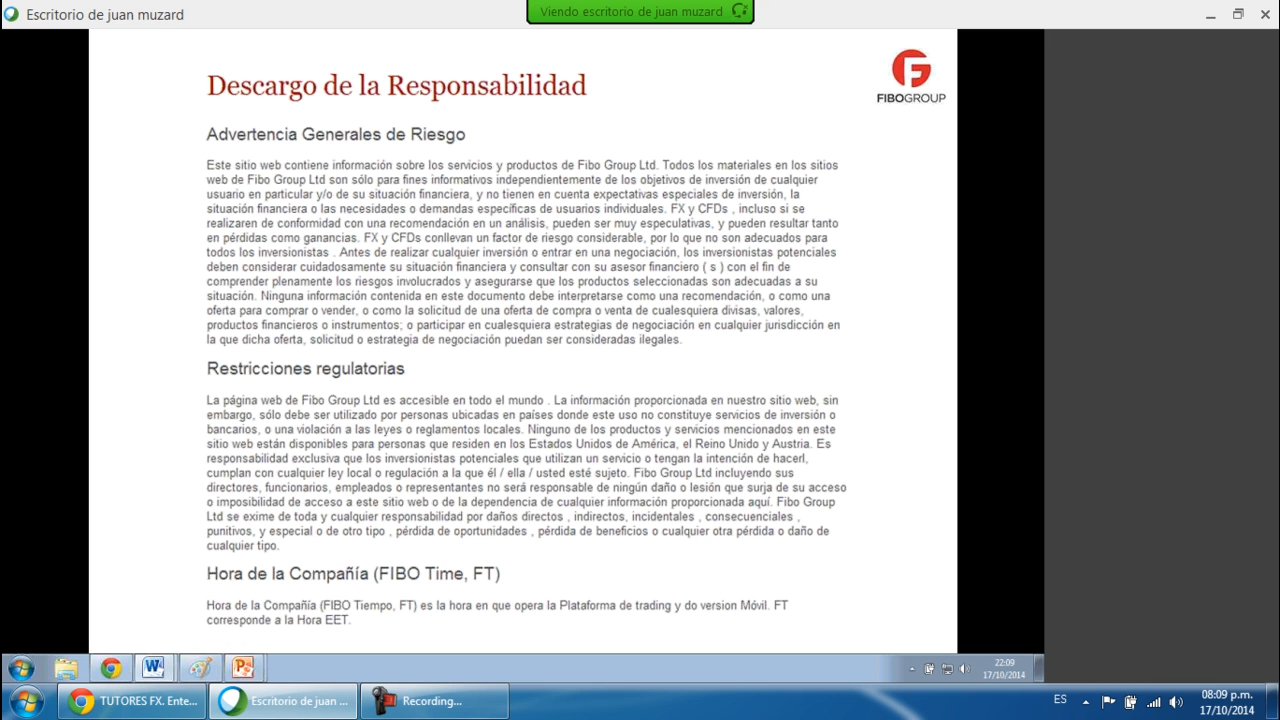 Escritorio de juan muzard
Viendo escritorio de juan muzard
FIBOGROUP
Descargo de la Responsabilidad
Advertencia Generales de Riesgo
Este sitio web contiene información sobre los servicios y productos de Fibo Group Ltd. Todos los materiales en los sitios
web de Fibo Group Ltd son sólo para fines informativos independientemente de los objetivos de inversión de cualquier
usuario en particular y/o de su situación financiera, y no tienen en cuenta expectativas especiales de inversión, la
situación financiera o las necesidades o demandas específicas de usuarios individuales. FX y CFDs , incluso si se
realizaren de conformidad con una recomendación en un análisis, pueden ser muy especulativas, y pueden resultar tanto
en pérdidas como ganancias. FX y CFDs conllevan un factor de riesgo considerable, por lo que no son adecuados para
todos los inversionistas . Antes de realizar cualquier inversión o entrar en una negociación, los inversionistas potenciales
deben considerar cuidadosamente su situación financiera y consultar con su asesor financiero ( s ) con el fin de
comprender plenamente los riesgos involucrados y asegurarse que los productos seleccionadas son adecuadas a su
situación. Ninguna información contenida en este documento debe interpretarse como una recomendación, o como una
oferta para comprar o vender, o como la solicitud de una oferta de compra o venta de cualesquiera divisas, valores,
productos financieros o instrumentos; o participar en cualesquiera estrategias de negociación en cualquier jurisdicción en
la que dicha oferta, solicitud o estrategia de negociación puedan ser consideradas ilegales.
Restricciones regulatorias
La página web de Fibo Group Ltd es accesible en todo el mundo . La información proporcionada en nuestro sitio web, sin
embargo, sólo debe ser utilizado por personas ubicadas en países donde este uso no constituye servicios de inversión o
bancarios, o una violación a las leyes o reglamentos locales. Ninguno de los productos y servicios mencionados en este
sitio web están disponibles para personas que residen en los Estados Unidos de América, el Reino Unido y Austria. Es
responsabilidad exclusiva que los inversionistas potenciales que utilizan un servicio o tengan la intención de hacerl,
cumplan con cualquier ley local o regulación a la que él / ella / usted esté sujeto. Fibo Group Ltd incluyendo sus
directores, funcionarios, empleados o representantes no será responsable de ningún daño o lesión que surja de su acceso
o imposibilidad de acceso a este sitio web o de la dependencia de cualquier información proporcionada aquí. Fibo Group
Ltd se exime de toda y cualquier responsabilidad por daños directos , indirectos, incidentales , consecuenciales ,
punitivos, y especial o de otro tipo , pérdida de oportunidades , pérdida de beneficios o cualquier otra pérdida o daño de
cualquier tipo.
Hora de la Compañía (FIBO Time, FT)
Hora de la Compañía (FIBO Tiempo, FT) es la hora en que opera la Plataforma de trading y do version Móvil. FT
corresponde a la Hora EET.
22:09
17/10/2014
TUTORES FX. Ente...
Escritorio de juan ...
Recording...
ES
08:09 p.m.
17/10/2014